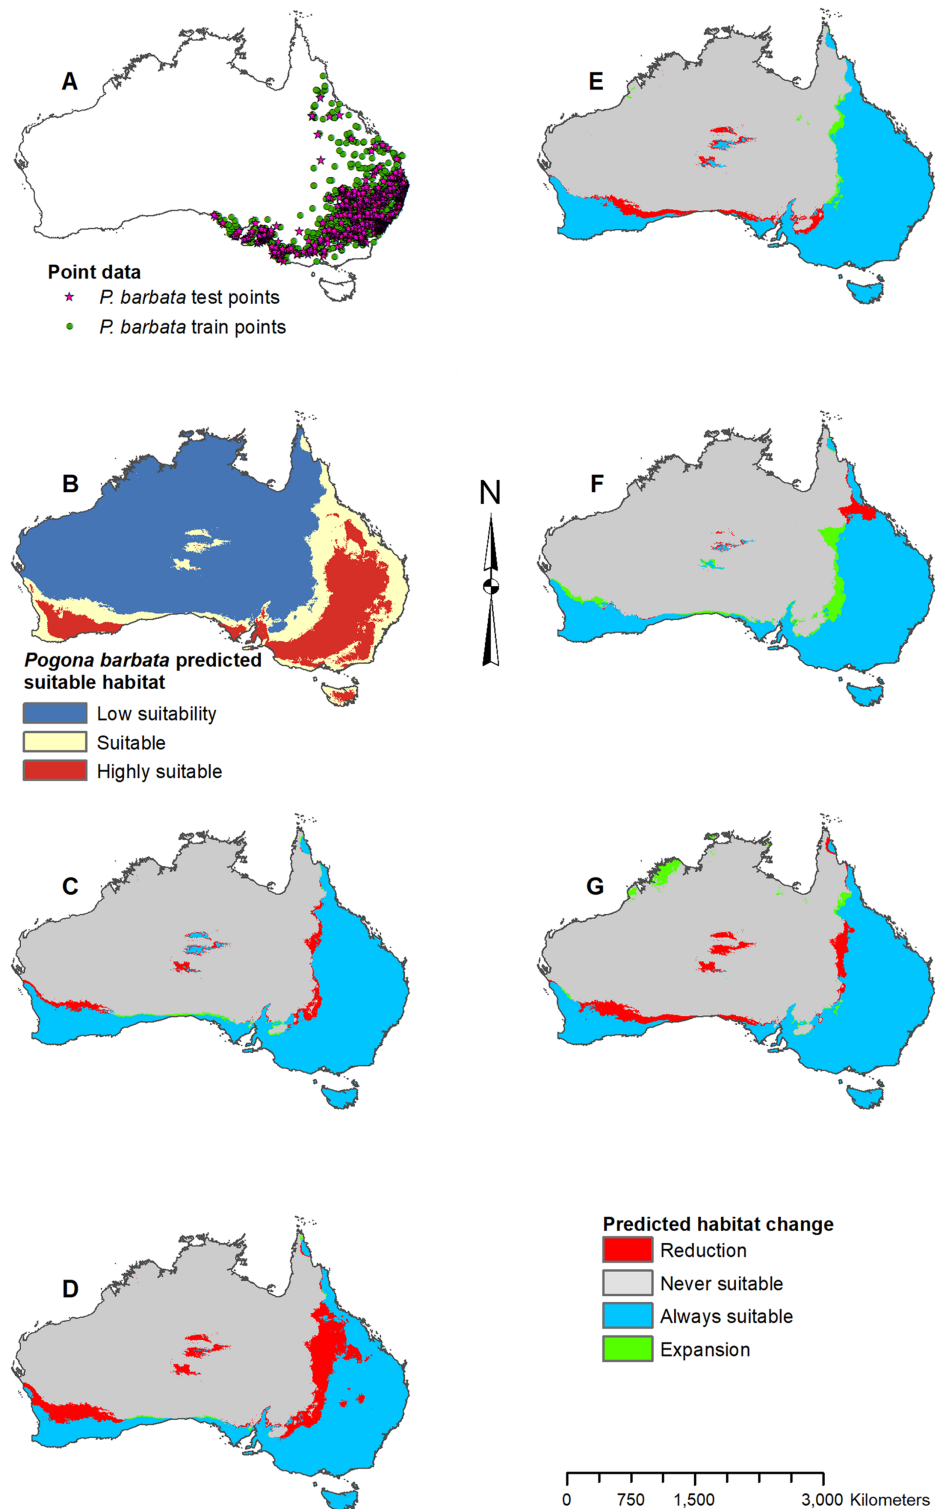 A
Point data
P. barbata test points
P. barbata train points
B
Pogona barbata predicted
suitable habitat
Low suitability
Suitable
Highly suitable
C
D
N
E
F
G
Predicted habitat change
Reduction
Never suitable
Always suitable
Expansion
0 750 1,500 3,000 Kilometers